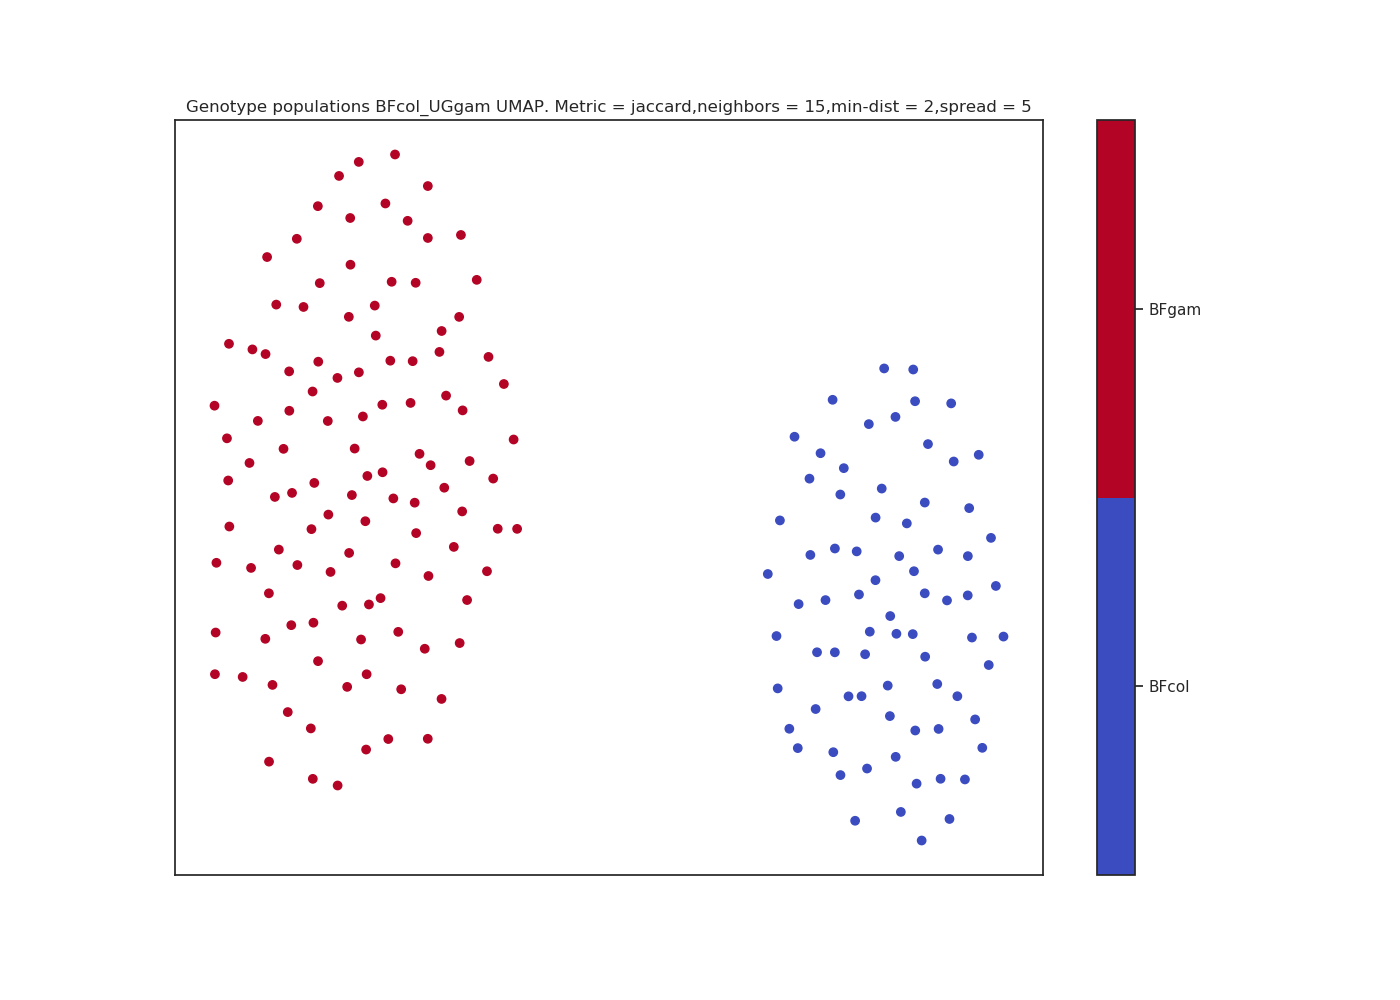 Genotype populations BFcol_UGgam UMAP. Metric = jaccard,neighbors = 15,min-dist = 2,spread = 5
BFgam
BFcol